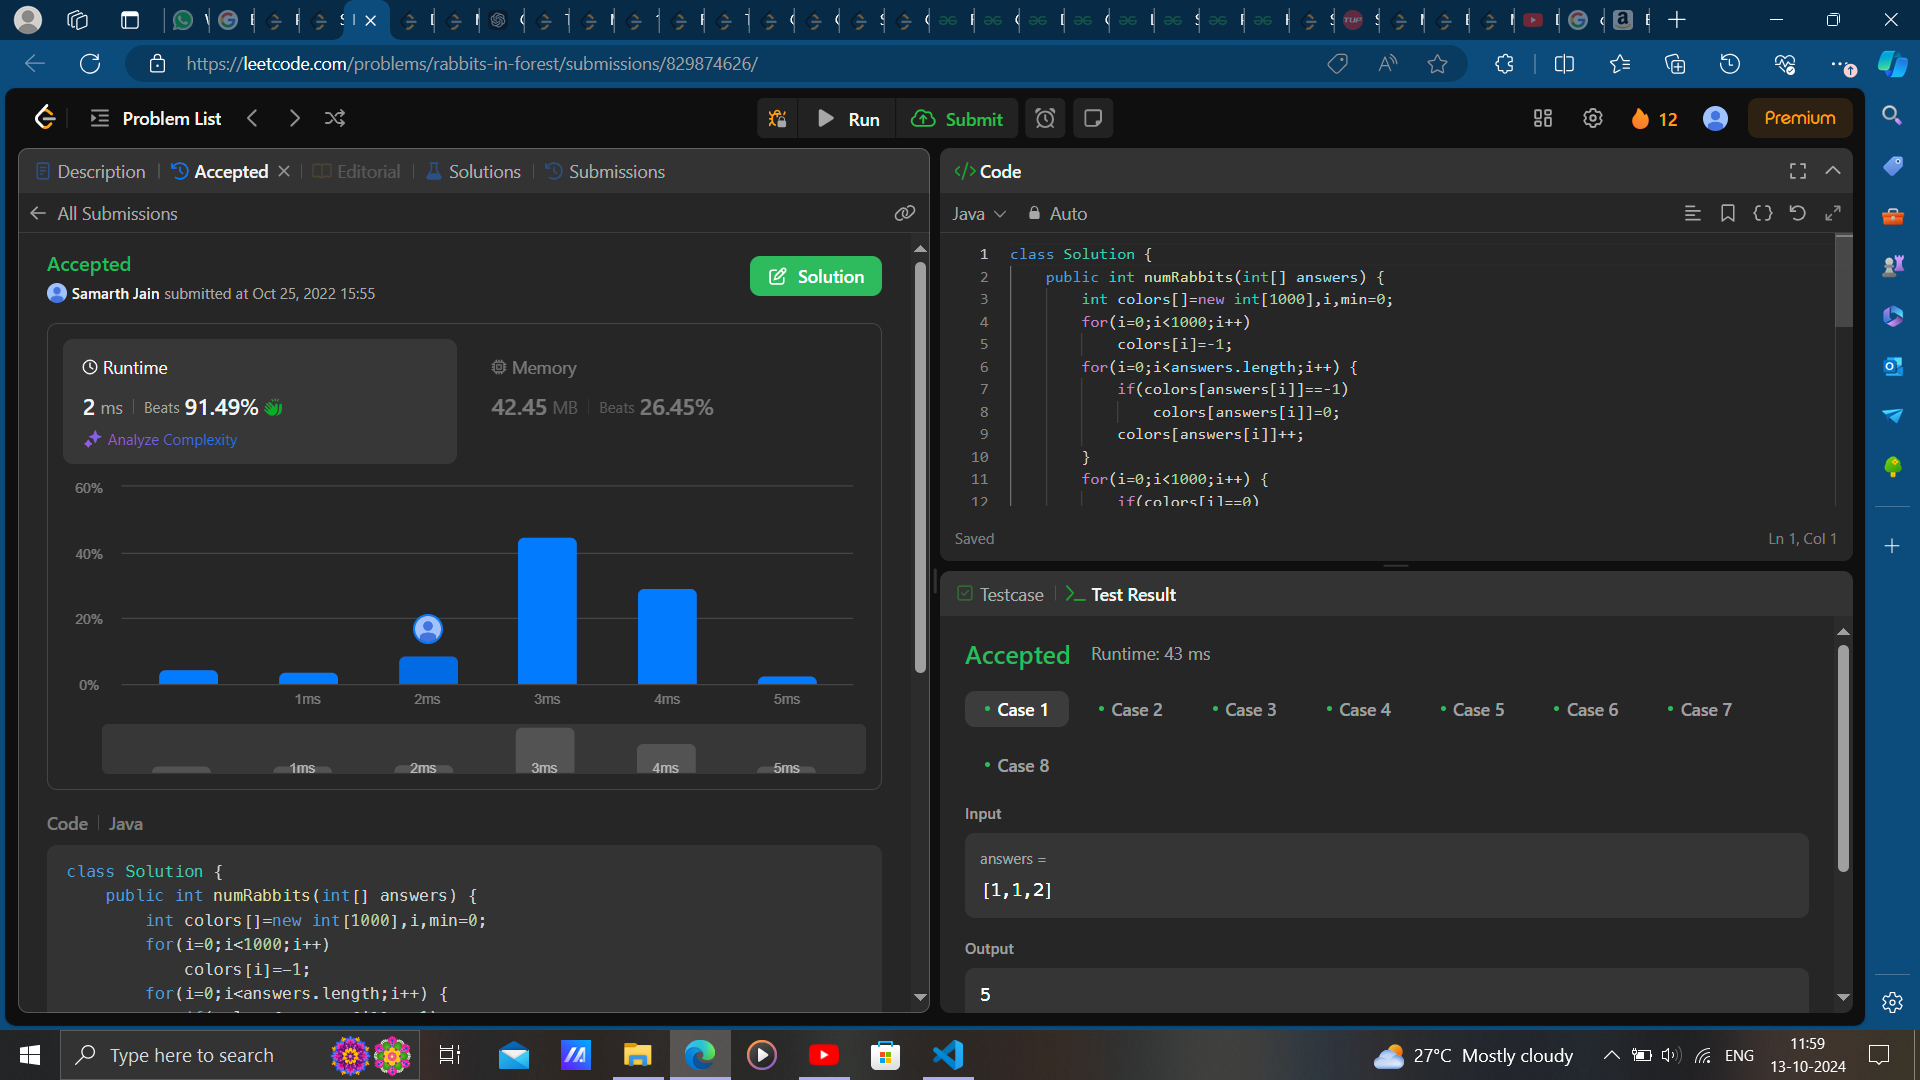 https://leetcode.com/problems/rabbits-in-forest/submissions/829874626/
Problem List
Run
Submit
12
Premium
Description
Accepted
Editorial
Solutions
Submissions
All Submissions
Accepted
Samarth Jain submitted at Oct 25, 2022 15:55
Solution
Runtime
2 ms Beats 91.49%
Analyze Complexity
Memory
42.45 MB Beats 26.45%
60%
40%
20%
0%
1ms 2ms 3ms 4ms 5ms
1ms 2ms 3ms 4ms 5ms
Code Java
class Solution {
public int numRabbits(int[] answers) {
int colors[]=new int[1000],i,min=0;
for(i=0;i<1000;i++)
colors[i]=-1;
for(i=0;i<answers.length;i++) {
</> Code
Java Auto
1 class Solution {
2 public int numRabbits(int[] answers) {
3 int colors[]=new int[1000],i,min=0;
4 for(i=0;i<1000;i++)
5 colors[i]=-1;
6 for(i=0;i<answers.length;i++) {
7 if(colors[answers[i]]==-1)
8 colors[answers[i]]=0;
9 colors[answers[i]]++;
10 }
11 for(i=0;i<1000;i++) {
12 if(colors[i]==0)
Saved
Ln 1, Col 1
Testcase
Test Result
Accepted Runtime: 43 ms
Case 1 Case 2 Case 3 Case 4 Case 5 Case 6 Case 7
Case 8
Input
answers =
[1,1,2]
Output
5
Type here to search
27°C Mostly cloudy
ENG
11:59
13-10-2024